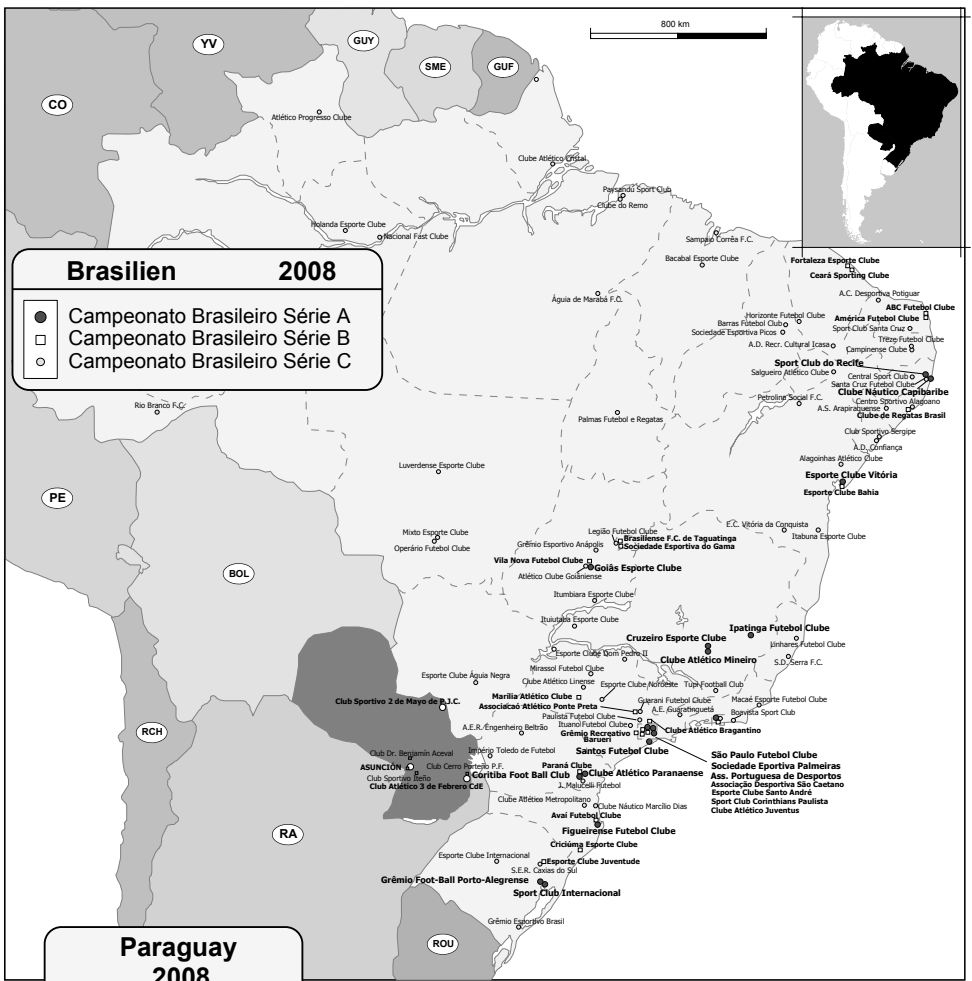 800 km
YV
GUY
SME
GUF
CO
Atlético Progresso Clube
Clube Atlético Cristal
Paysandú Sport Club
Clube do Remo
Holanda Esporte Clube
Nacional Fast Clube
Sampaio Corrêa F.C.
Bacabal Esporte Clube
Fortaleza Esporte Clube
Ceará Sporting Clube
Brasilien 2008
Campeonato Brasileiro Série A
Campeonato Brasileiro Série B
Campeonato Brasileiro Série C
Águia de Marabá F.C.
A.C. Desportiva Potiguar
ABC Futebol Clube
América Futebol Clube
Horizonte Futebol Clube
Barras Futebol Club
Sociedade Esportiva Picos
Sport Club Santa Cruz
Treze Futebol Clube
A.D. Recr. Cultural Icasa
Campinense Clube
Sport Club do Recife
Salgueiro Atlético Clube
Central Sport Club
Santa Cruz Futebol Clube
Clube Náutico Capibaribe
Petrolina Social F.C.
Centro Sportivo Alagoano
A.S. Arapiraquense
Clube de Regatas Brasil
Rio Branco F.C.
Palmas Futebol e Regatas
Club Sportivo Sergipe
A.D. Confiança
Alagoinhas Atlético Clube
Luverdense Esporte Clube
Esporte Clube Vitória
Esporte Clube Bahia
PE
E.C. Vitória da Conquista
Itabuna Esporte Clube
Mixto Esporte Clube
Operário Futebol Clube
Legião Futebol Clube
Brasiliense F.C. de Taguatinga
Grêmio Esportivo Anápolis
Sociedade Esportiva do Gama
Vila Nova Futebol Clube
Goiás Esporte Clube
Atlético Clube Goianiense
BOL
Itumbiara Esporte Clube
Ituiutaba Esporte Clube
Ipatinga Futebol Clube
Cruzeiro Esporte Clube
Linhares Futebol Clube
Esporte Clube Dom Pedro II
Clube Atlético Mineiro
S.D. Serra F.C.
Mirassol Futebol Clube
Esporte Clube Águia Negra
Clube Atlético Linense
Esporte Clube Noroeste
Tupi Football Club
Marília Atlético Clube
Club Sportivo 2 de Mayo de P.J.C.
Associacaó Atlético Ponte Preta
Guarani Futebol Clube
Macaé Esporte Futebol Clube
A.E. Guaratinguetá
Boavista Sport Club
Paulista Futebol Clube
Ituano Futebol Clube
A.E.R. Engenheiro Beltrão
Grêmio Recreativo
Barueri
Clube Atlético Bragantino
RCH
Império Toledo de Futebol
Santos Futebol Clube
Club Dr. Benjamín Aceval
ASUNCIÓN
Club Cerro Porteño P.F.
Paraná Clube
Club Sportivo Iteño
Coritiba Foot Ball Club
Clube Atlético Paranaense
Club Atlético 3 de Febrero CdE
J. Malucelli Futebol
São Paulo Futebol Clube
Sociedade Eportiva Palmeiras
Ass. Portuguesa de Desportos
Associação Desportiva São Caetano
Esporte Clube Santo André
Sport Club Corinthians Paulista
Clube Atlético Juventus
Clube Atlético Metropolitano
Clube Náutico Marcílio Dias
Avaí Futebol Clube
Figueirense Futebol Clube
RA
Criciúma Esporte Clube
Esporte Clube Internacional
Esporte Clube Juventude
S.E.R. Caxias do Sul
Grêmio Foot-Ball Porto-Alegrense
Sport Club Internacional
Grêmio Esportivo Brasil
ROU
Paraguay
2008